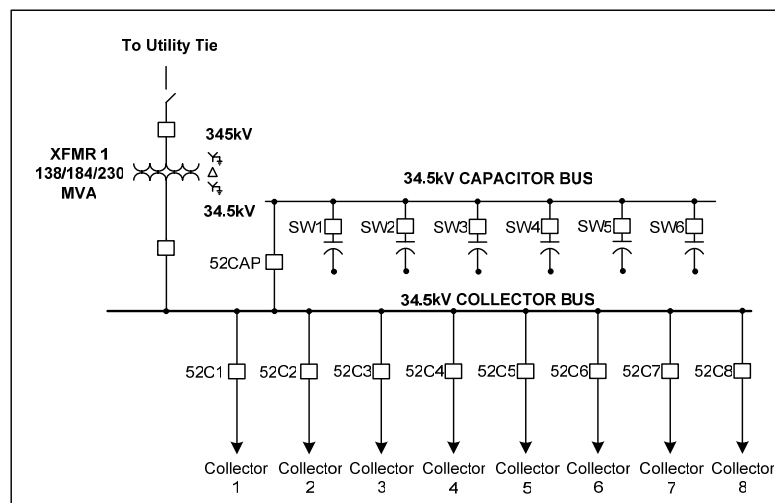 To Utility Tie
345kV
XFMR 1
138/184/230
MVA
34.5kV
34.5kV CAPACITOR BUS
SW1 SW2 SW3 SW4 SW5 SW6
52CAP
34.5kV COLLECTOR BUS
52C1 52C2 52C3 52C4 52C5 52C6 52C7 52C8
Collector Collector Collector Collector Collector Collector Collector Collector
1 2 3 4 5 6 7 8